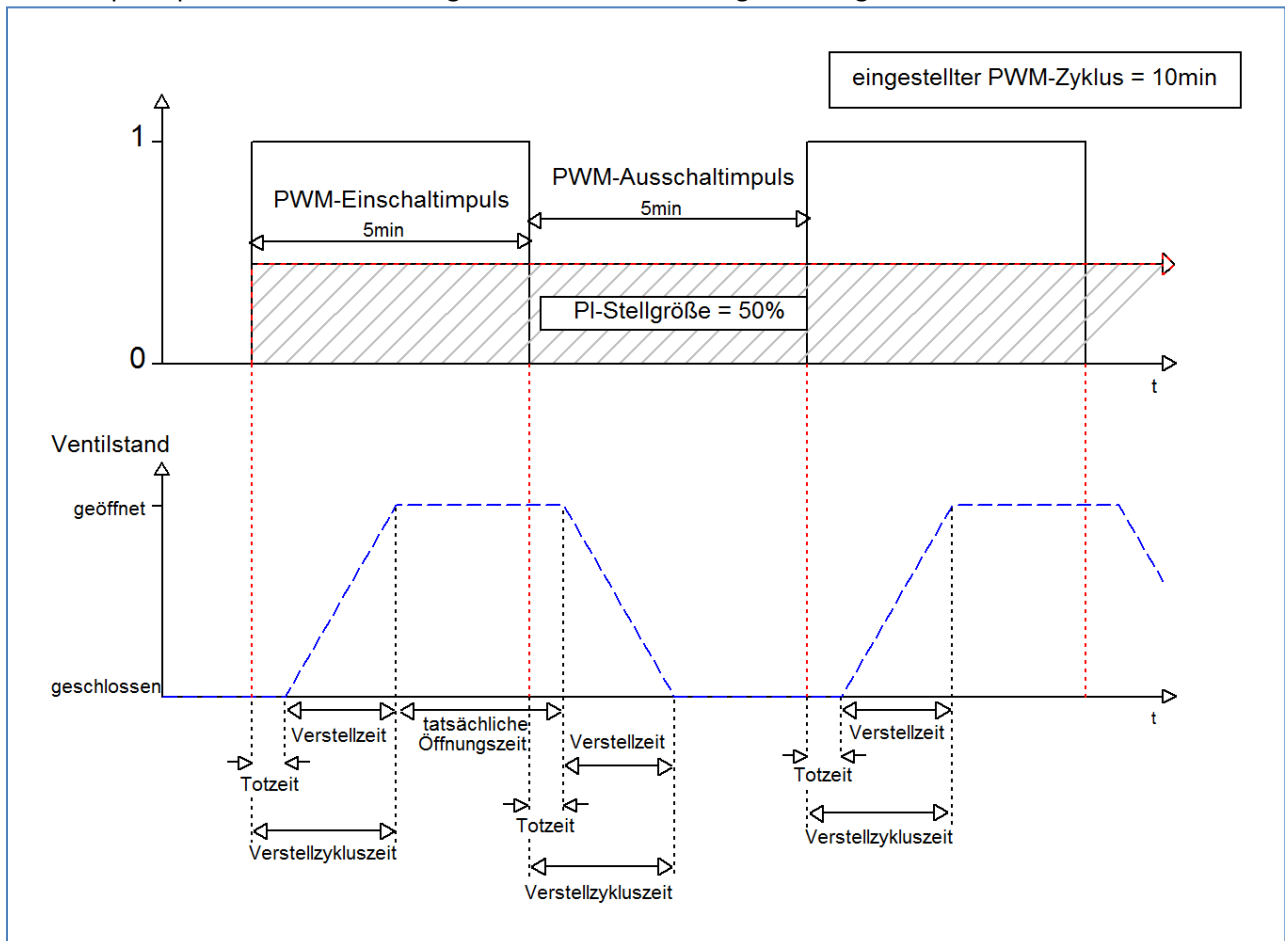 eingestellter PWM-Zyklus = 10min
1
PWM-Einschaltimpuls
5min
PWM-Ausschaltimpuls
5min
PI-Stellgröße = 50%
0
t
Ventilstand
geöffnet
geschlossen
t
Verstellzeit
tatsächliche
Öffnungszeit
Verstellzeit
Verstellzeit
Totzeit
Totzeit
Totzeit
Verstellzykluszeit
Verstellzykluszeit
Verstellzykluszeit